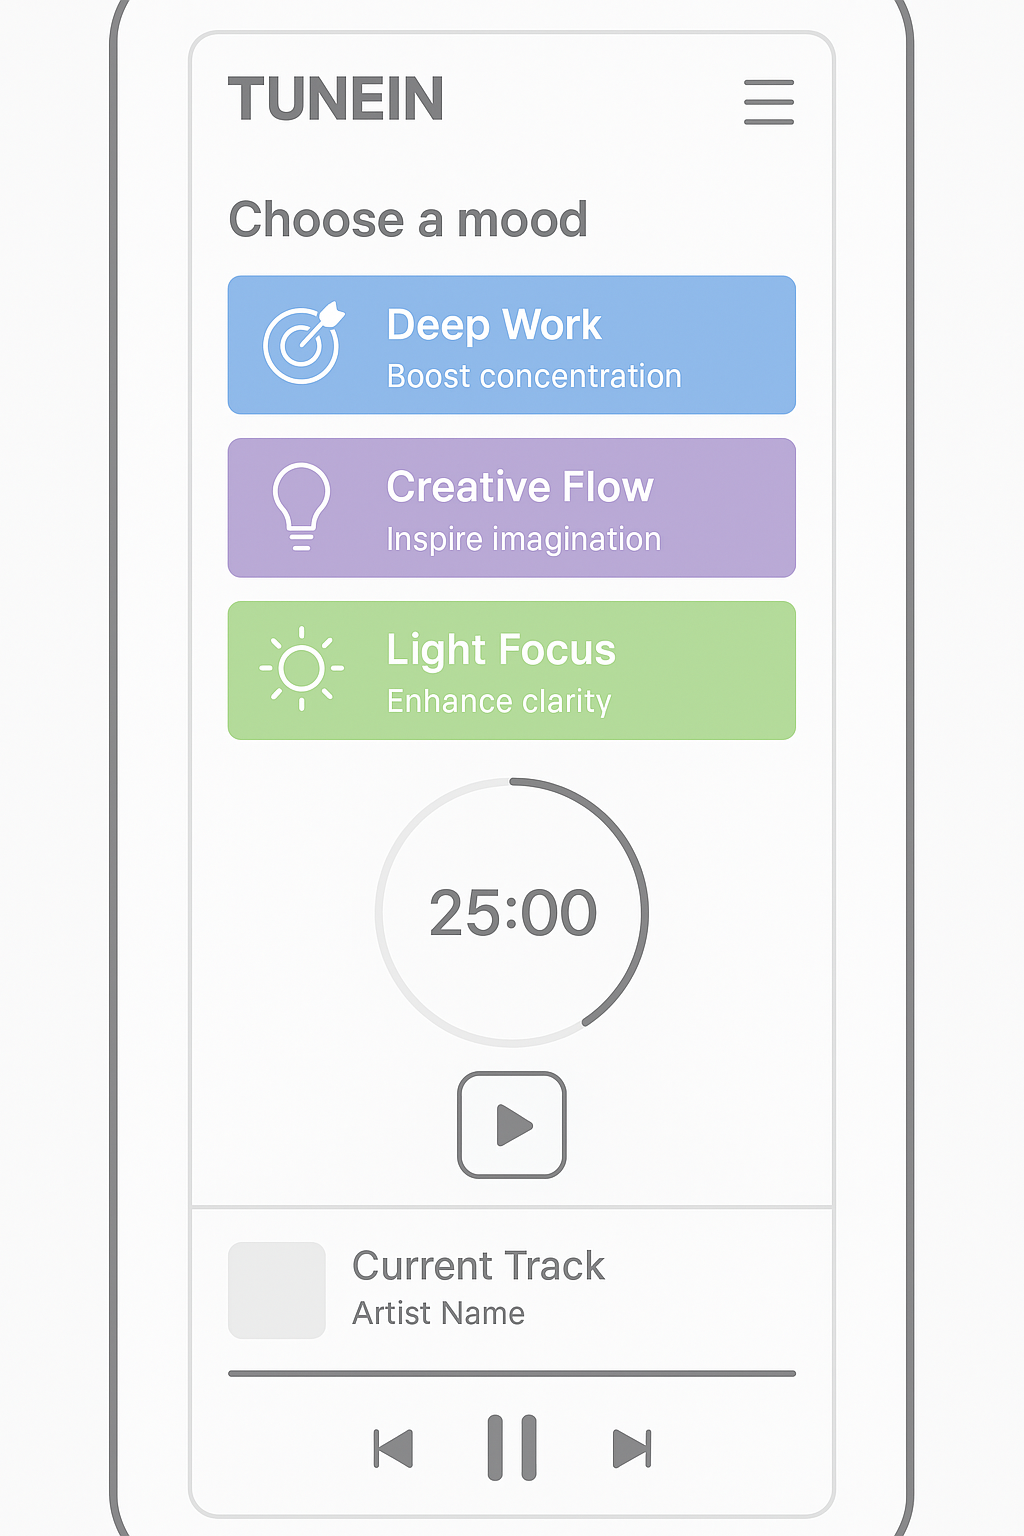 TUNEIN
Choose a mood
Deep Work
Boost concentration
Creative Flow
Inspire imagination
Light Focus
Enhance clarity
25:00
Current Track
Artist Name